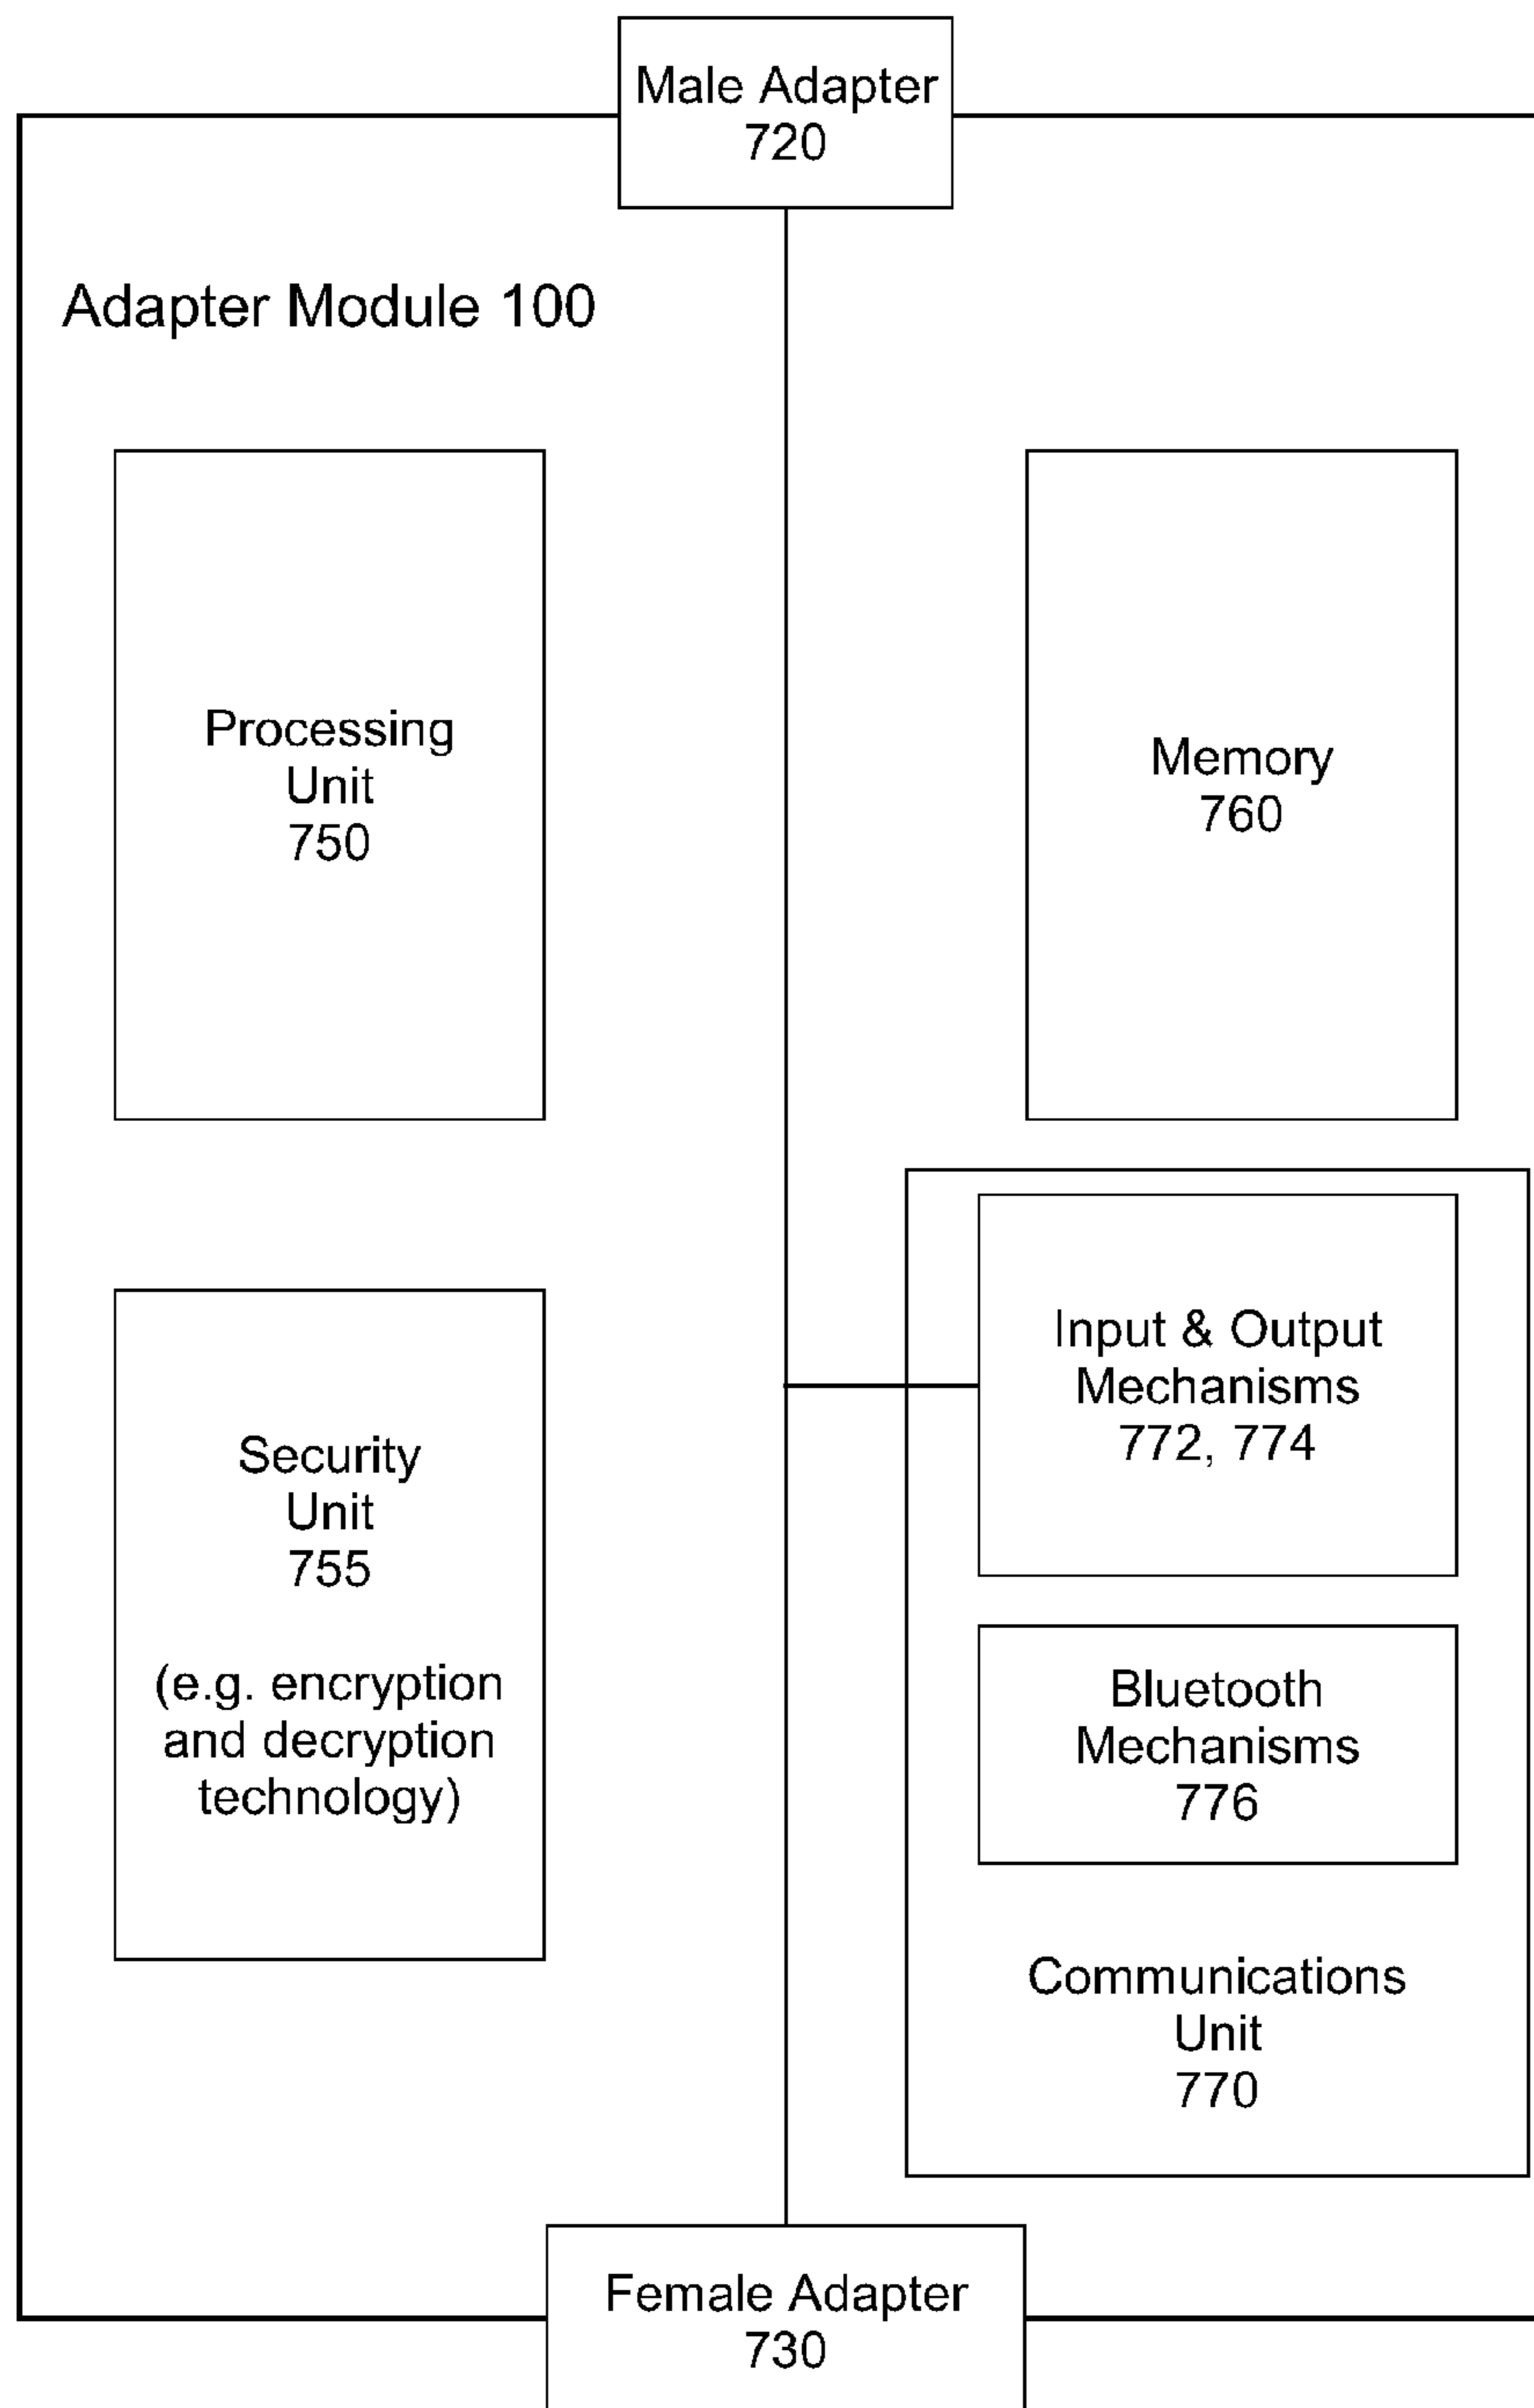 Male Adapter
720
Adapter Module 100
Processing
Unit
750
Memory
760
Input & Output
Mechanisms
772, 774
Security
Unit
755
(e.g. encryption
and decryption
technology)
Bluetooth
Mechanisms
776
Communications
Unit
770
Female Adapter
730